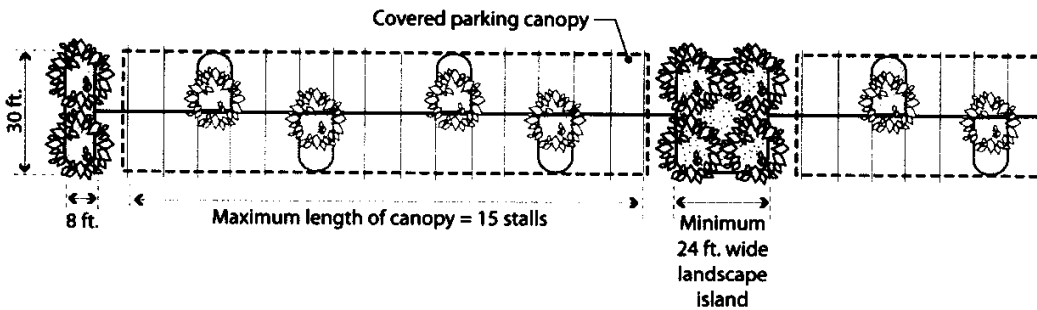 Covered parking canopy
30 ft.
8 ft.
Maximum length of canopy = 15 stalls
Minimum
24 ft. wide
landscape
island